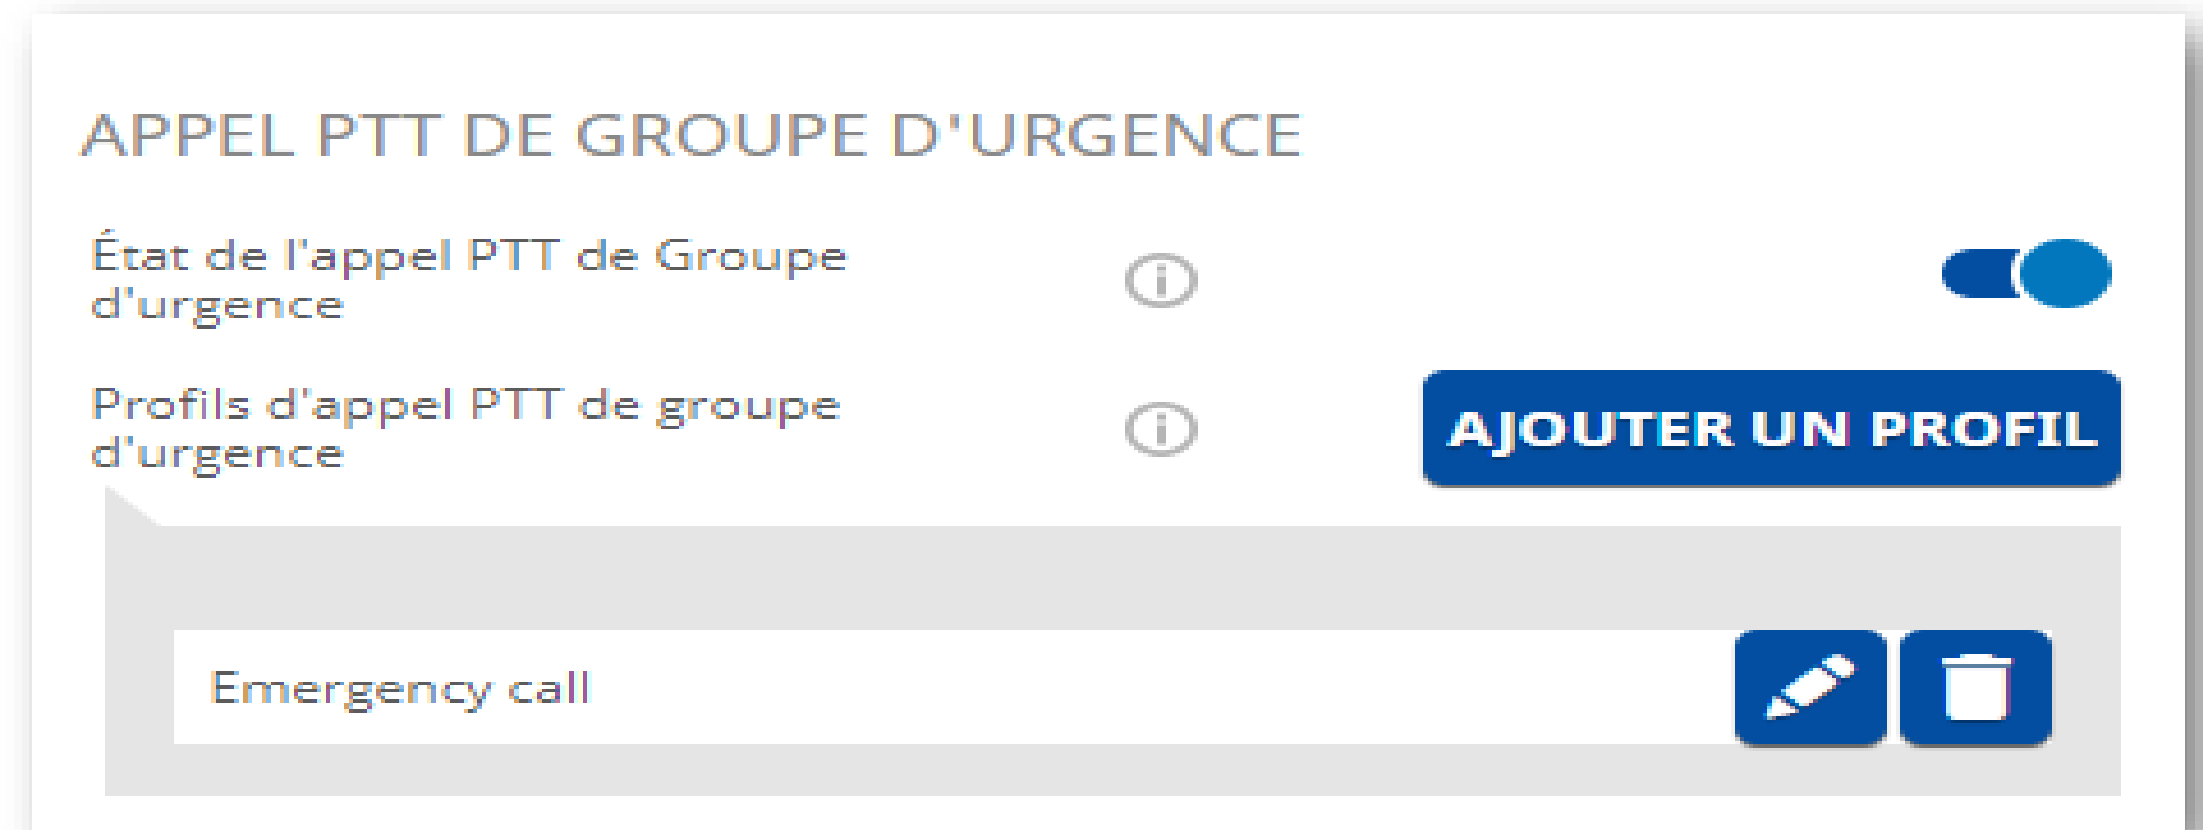 APPEL PTT DE GROUPE D'URGENCE
État de l'appel PTT de Groupe
d'urgence
Profils d'appel PTT de groupe
d'urgence
AJOUTER UN PROFIL
Emergency call